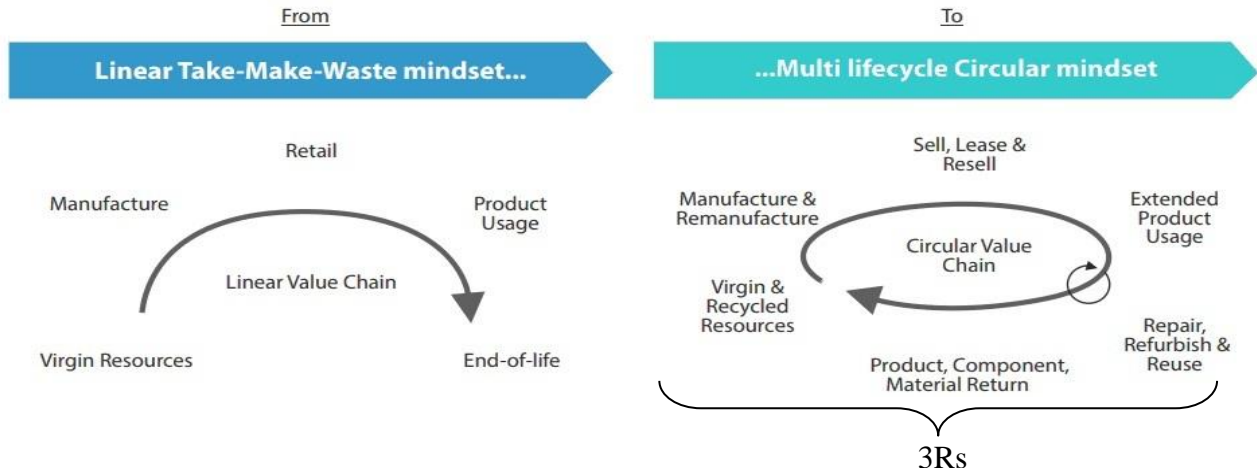 From
Linear Take-Make-Waste mindset...
Retail
Manufacture
Product
Usage
Linear Value Chain
Virgin Resources
End-of-life
To
...Multi lifecycle Circular mindset
Sell, Lease &
Resell
Manufacture &
Remanufacture
Extended
Product
Usage
Circular Value
Chain
Virgin &
Recycled
Resources
Repair,
Refurbish &
Reuse
Product, Component,
Material Return
3Rs